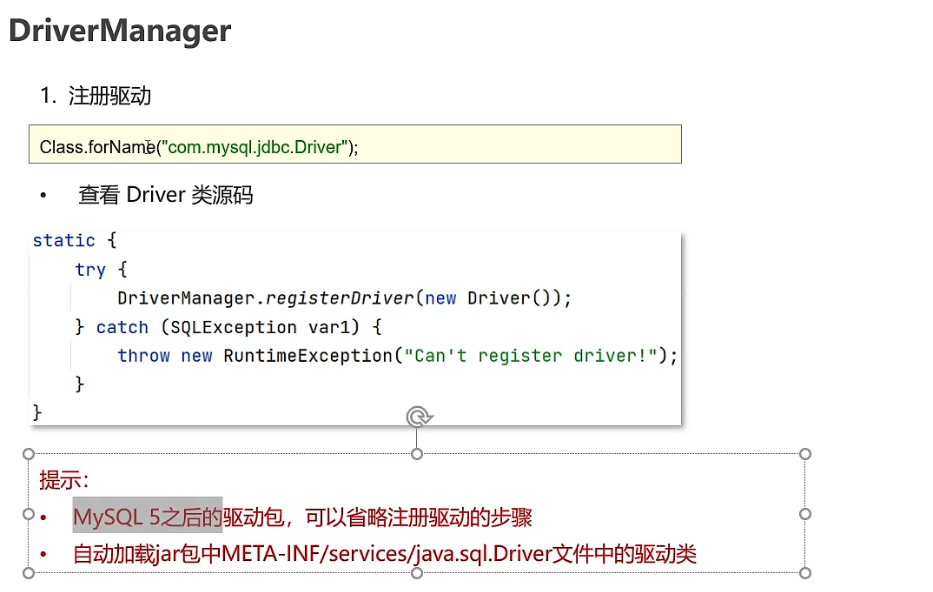 DriverManager
1. 注册驱动
Class.forName("com.mysql.jdbc.Driver");
• 查看 Driver 类源码
static {
try {
DriverManager.registerDriver(new Driver());
} catch (SQLException var1) {
throw new RuntimeException("Can't register driver!");
}
}
提示：
• MySQL 5之后的驱动包，可以省略注册驱动的步骤
• 自动加载jar包中META-INF/services/java.sql.Driver文件中的驱动类